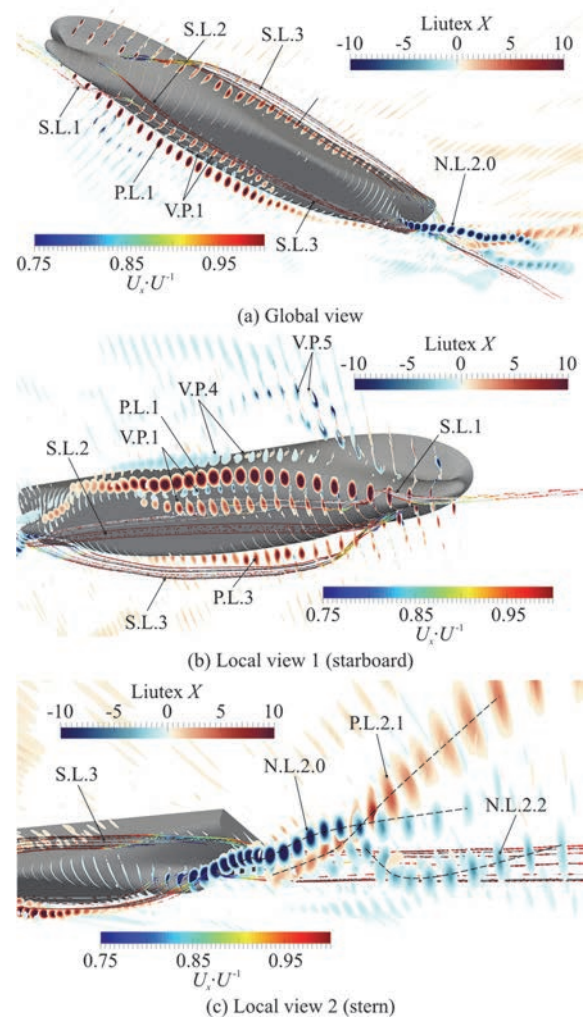 S.L.2
S.L.3
Liutex X
-10 -5 0 5 10
S.L.1
P.L.1
V.P.1
N.L.2.0
S.L.3
0.75 0.85 0.95
Uₓ·U⁻¹
(a) Global view
Liutex X
-10 -5 0 5 10
V.P.5
V.P.4
P.L.1
V.P.1
S.L.1
S.L.2
P.L.3
S.L.3
0.75 0.85 0.95
Uₓ·U⁻¹
(b) Local view 1 (starboard)
Liutex X
-10 -5 0 5 10
P.L.2.1
N.L.2.0
S.L.3
N.L.2.2
0.75 0.85 0.95
Uₓ·U⁻¹
(c) Local view 2 (stern)